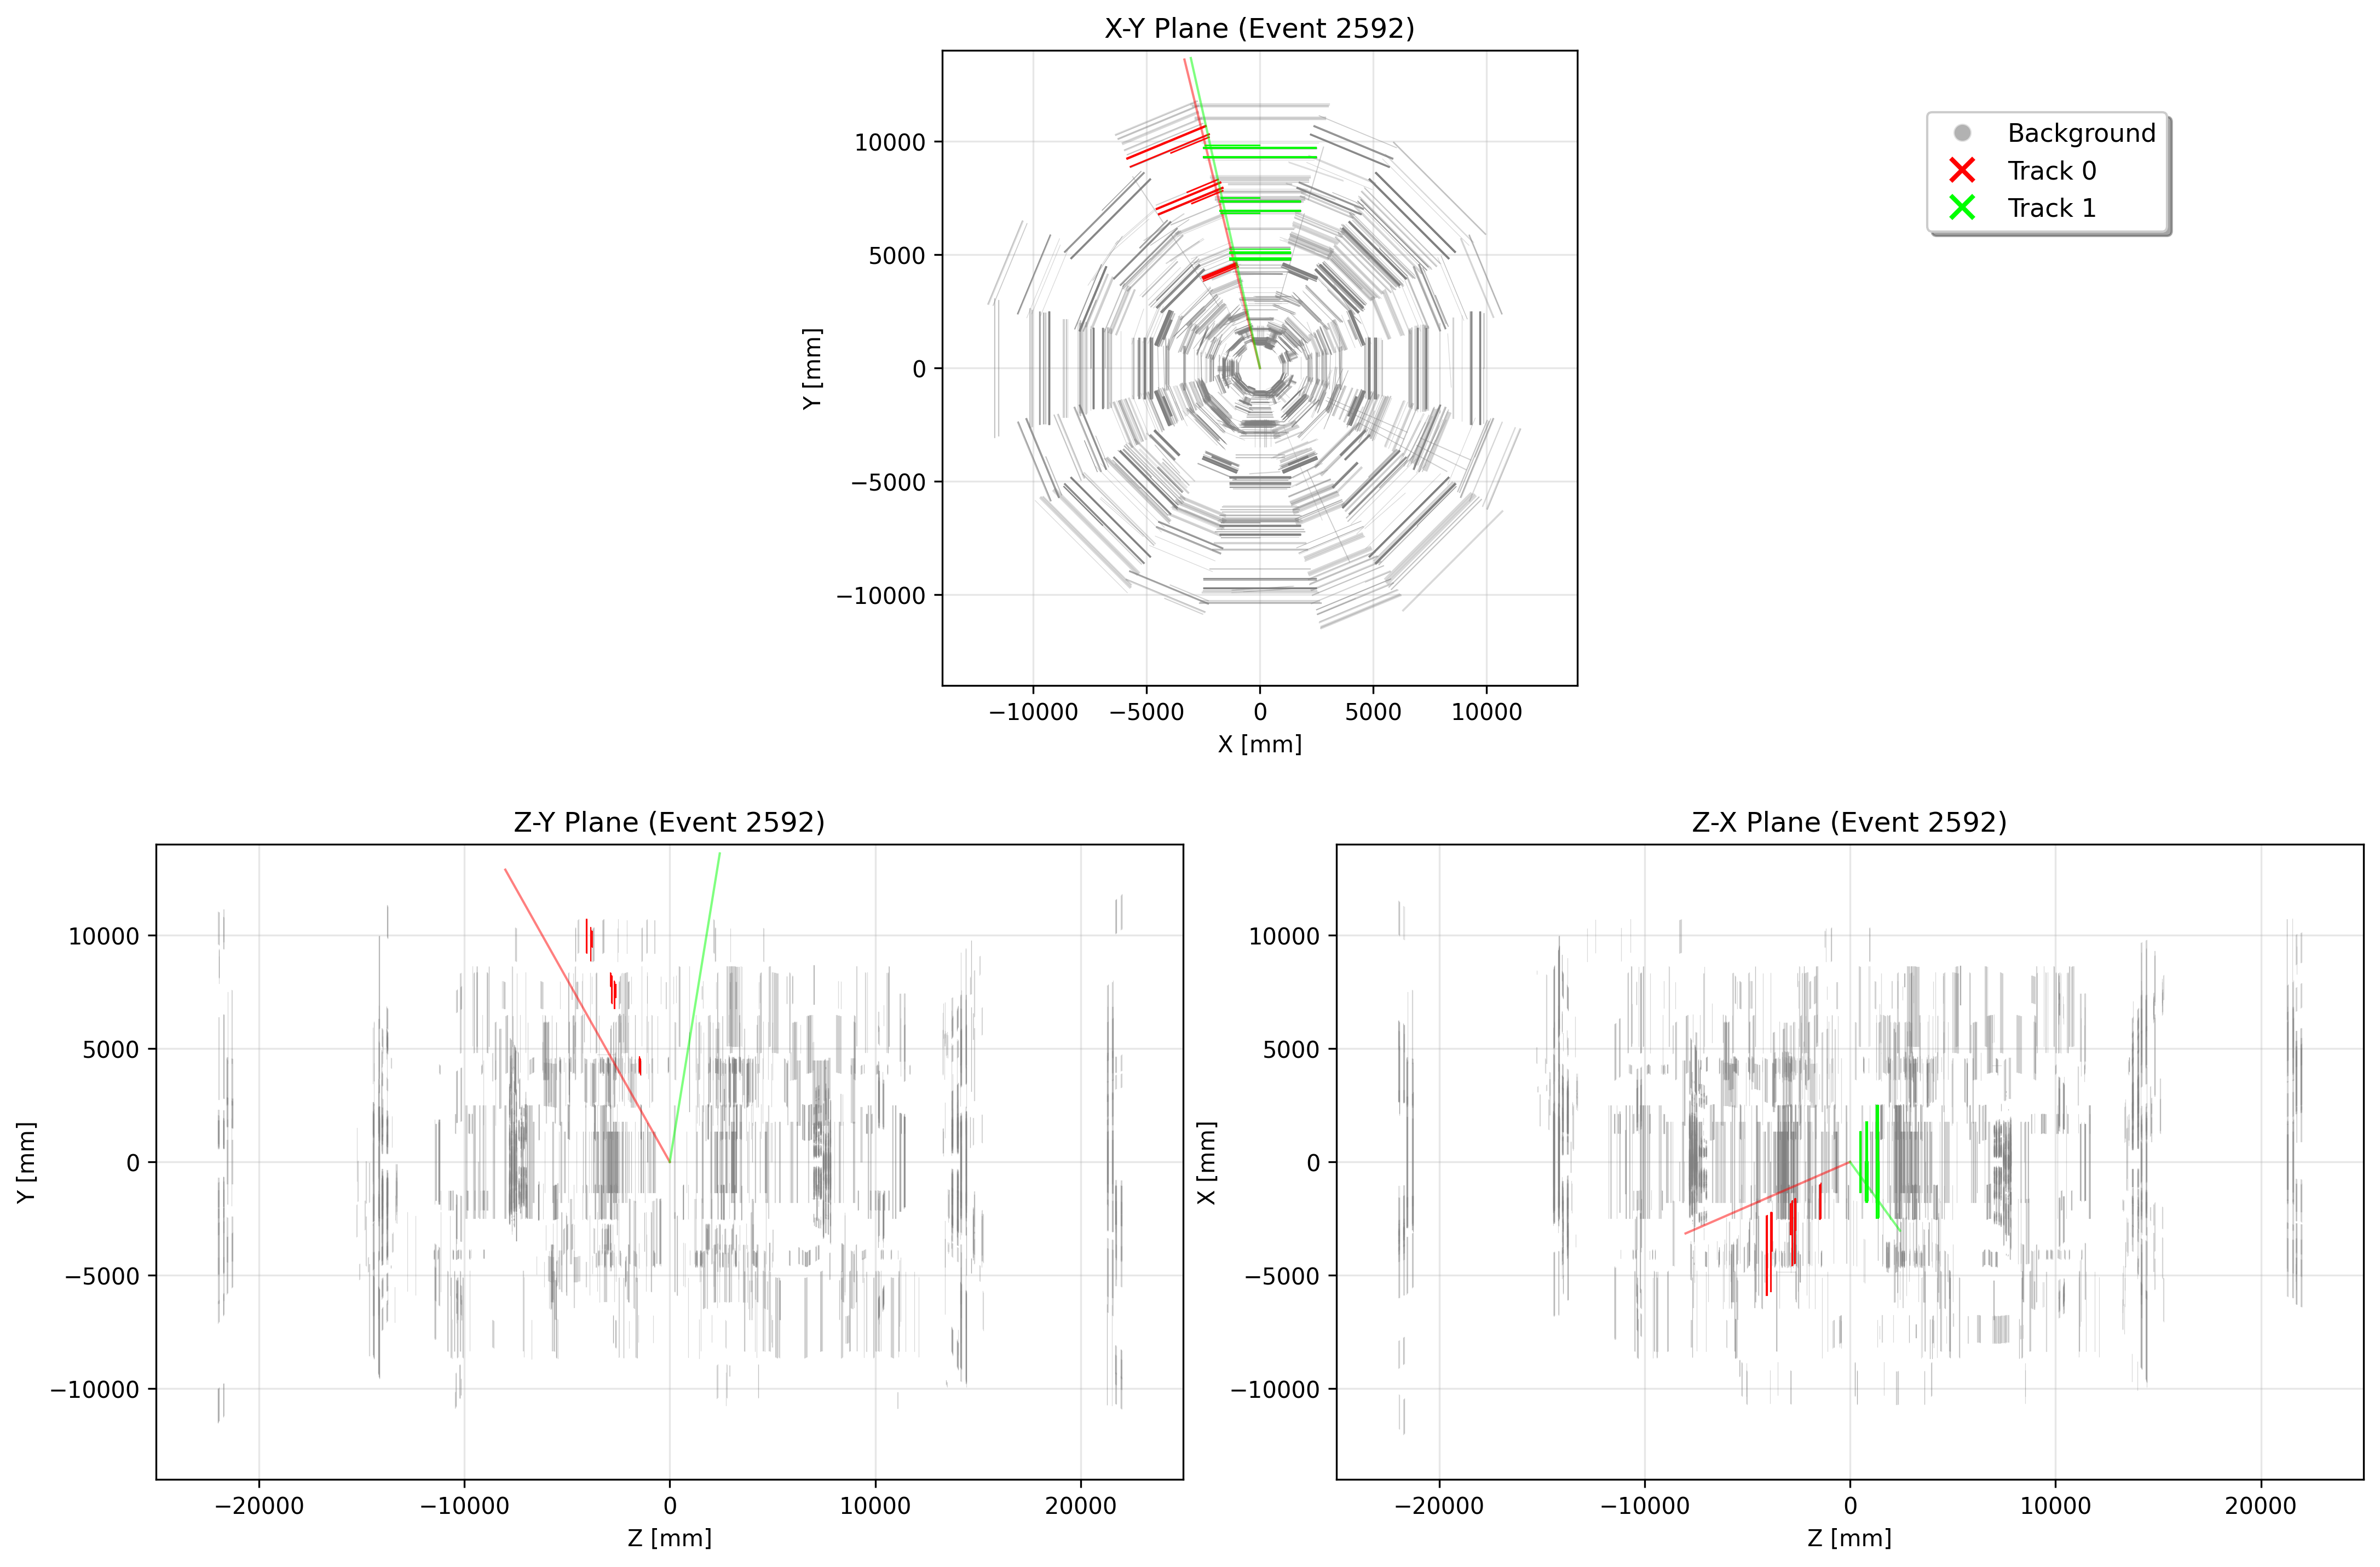 X-Y Plane (Event 2592)
Background
Track 0
Track 1
10000
5000
0
−5000
−10000
Y [mm]
−10000 −5000 0 5000 10000
X [mm]
Z-Y Plane (Event 2592)
10000
5000
0
−5000
−10000
Y [mm]
−20000 −10000 0 10000 20000
Z [mm]
Z-X Plane (Event 2592)
10000
5000
0
−5000
−10000
X [mm]
−20000 −10000 0 10000 20000
Z [mm]